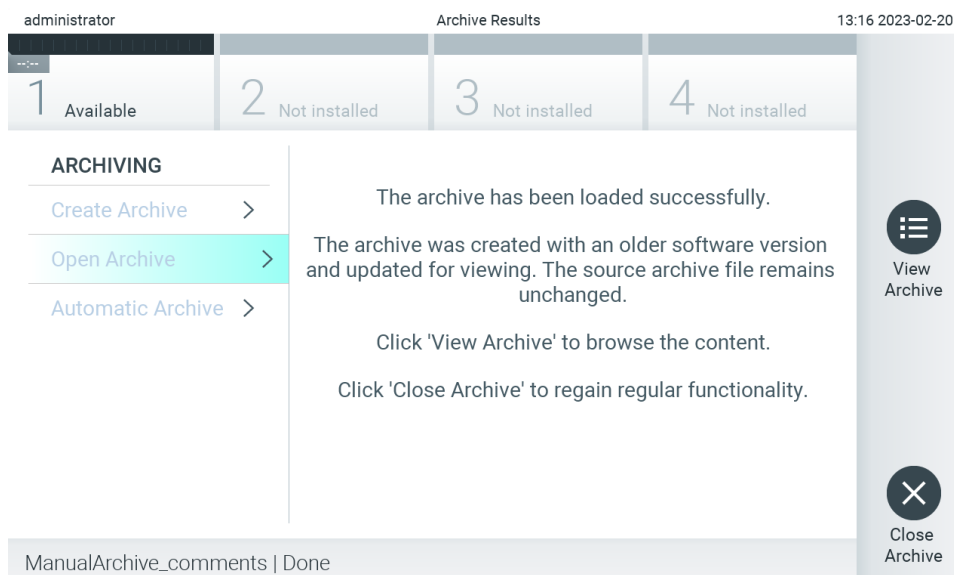 administrator
Archive Results
13:16 2023-02-20
--:--
1 Available
2 Not installed
3 Not installed
4 Not installed
ARCHIVING
Create Archive
Open Archive
Automatic Archive
The archive has been loaded successfully.
The archive was created with an older software version
and updated for viewing. The source archive file remains
unchanged.
Click 'View Archive' to browse the content.
Click 'Close Archive' to regain regular functionality.
View
Archive
Close
Archive
ManualArchive_comments | Done